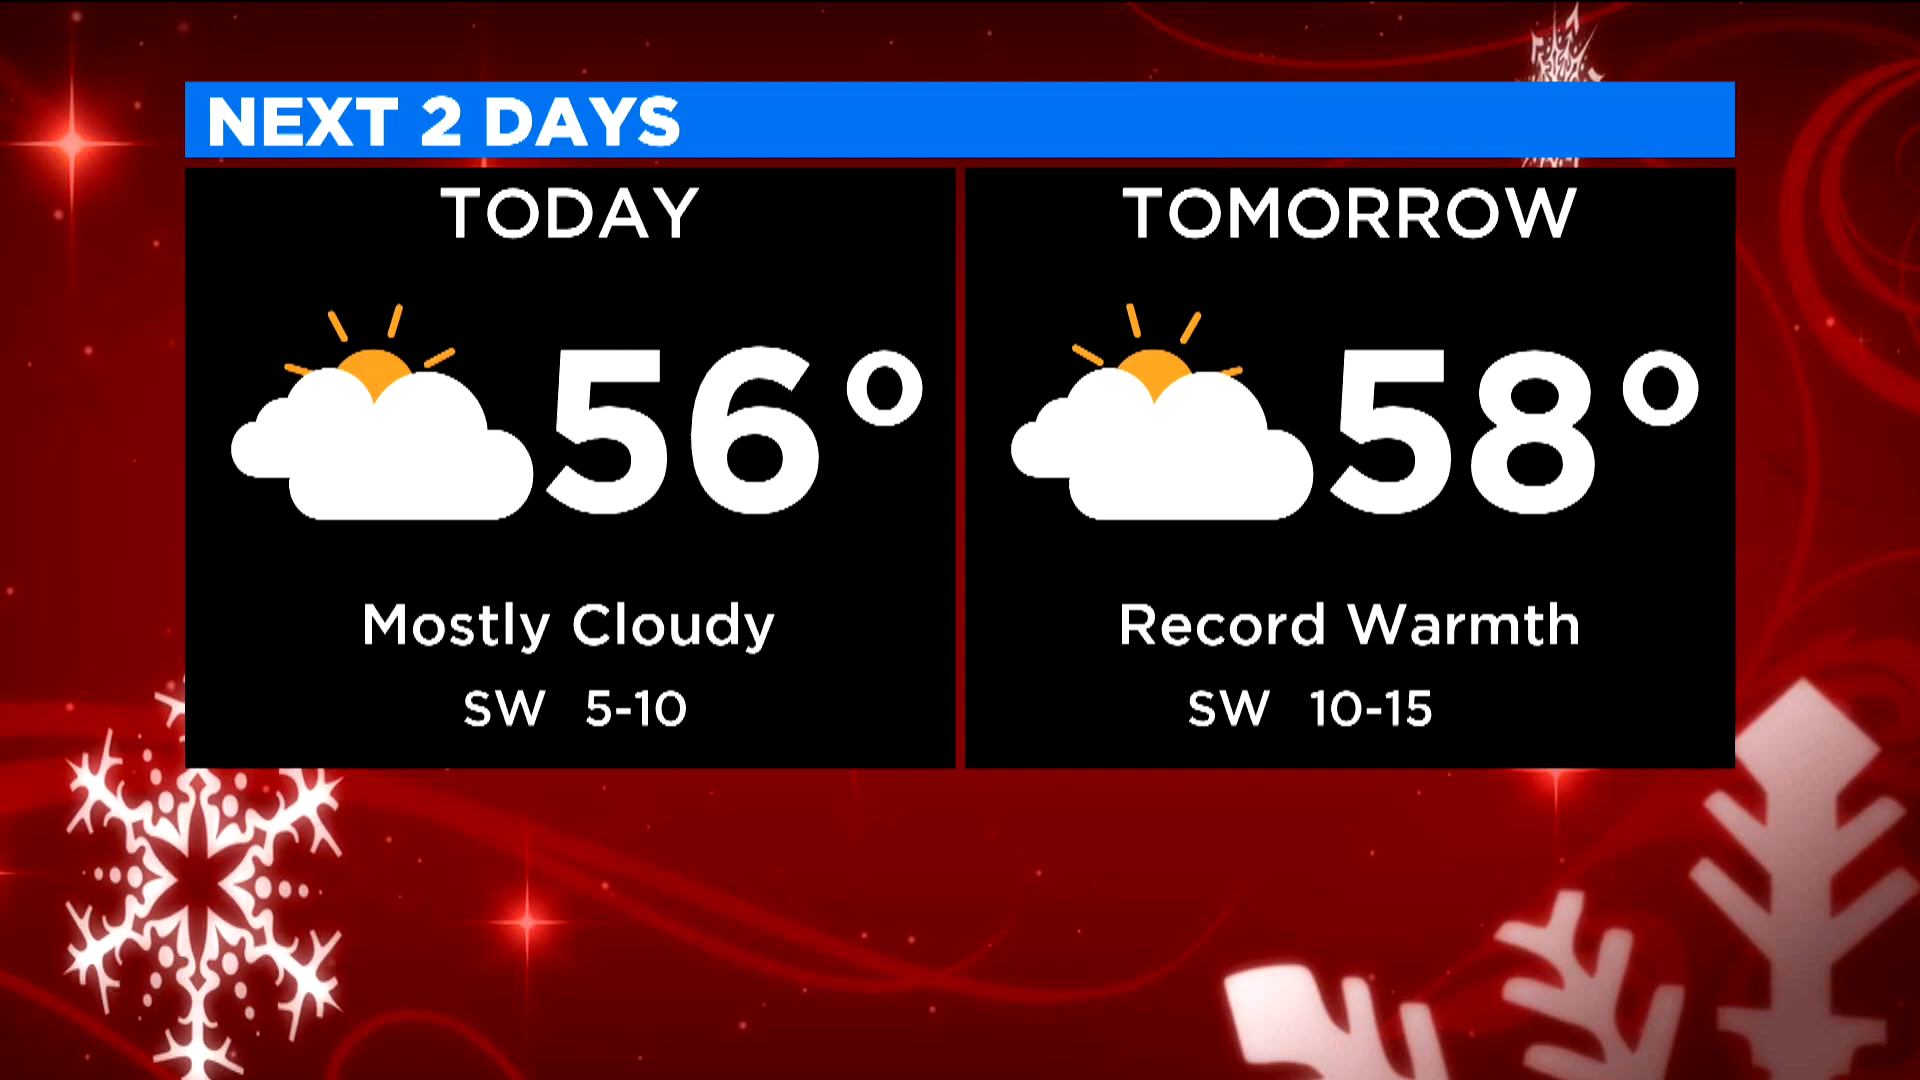 NEXT 2 DAYS
TODAY
56°
Mostly Cloudy
SW 5-10
TOMORROW
58°
Record Warmth
SW 10-15